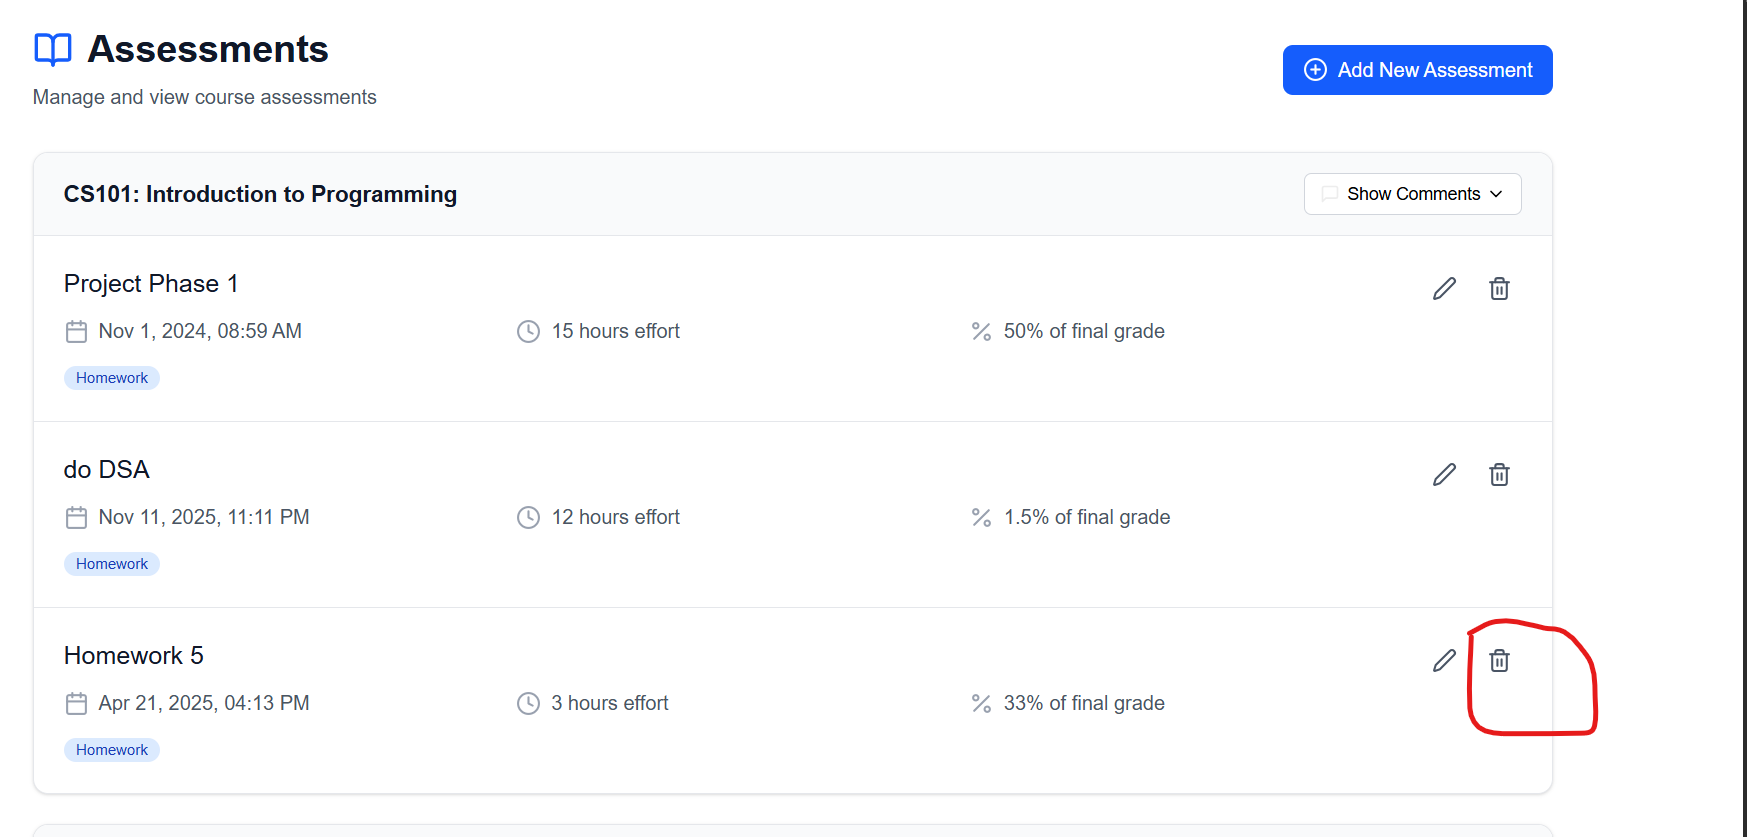 Assessments
Manage and view course assessments
Add New Assessment
CS101: Introduction to Programming
Show Comments
Project Phase 1
Nov 1, 2024, 08:59 AM
15 hours effort
50% of final grade
Homework
do DSA
Nov 11, 2025, 11:11 PM
12 hours effort
1.5% of final grade
Homework
Homework 5
Apr 21, 2025, 04:13 PM
3 hours effort
33% of final grade
Homework